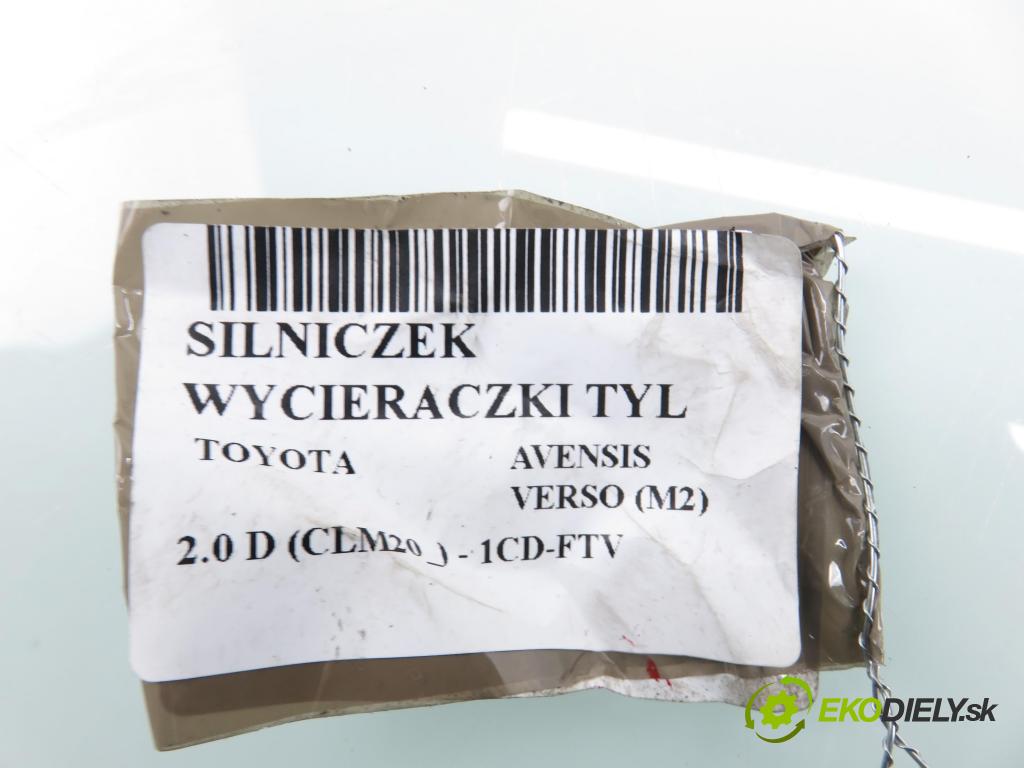 SILNICZEK
WYCIERACZKI TYL
TOYOTA AVENSIS
VERSO (M2)
2.0 D (CLM20_) - 1CD-FTV
EKODIELY.sk